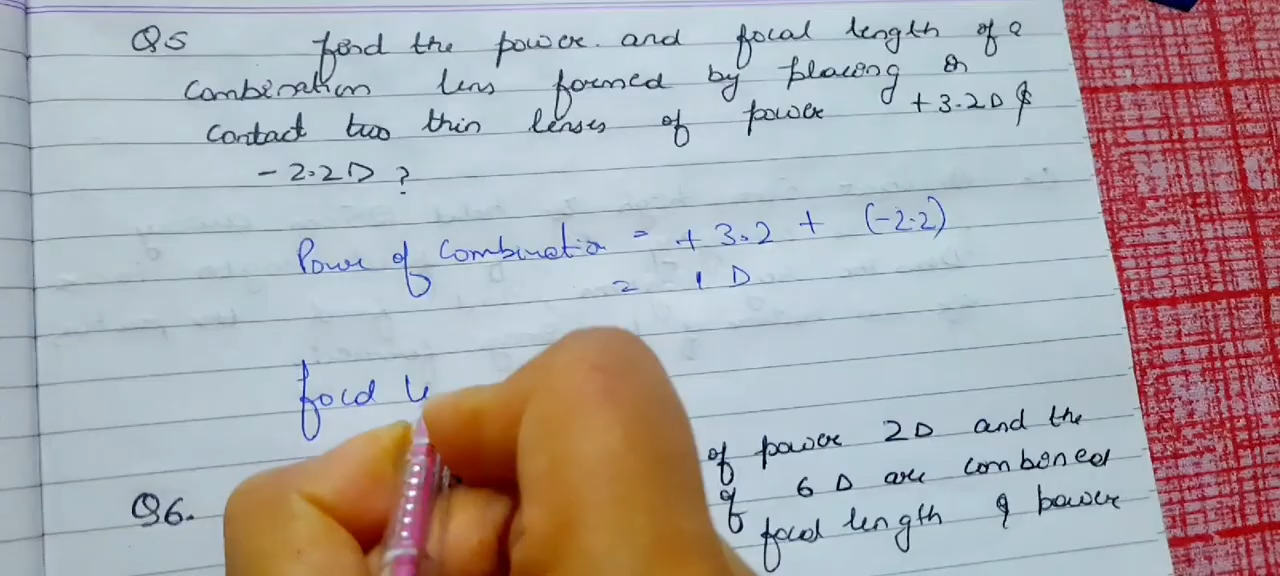 Q5 find the power and focal length of a
combination lens formed by placing in
contact two thin lenses of power +3.2D &
-2.2D ?
Power of Combination = +3.2 + (-2.2)
= 1 D
focal
Q6. of power 2D and the
of 6 D are combined
focal length & power